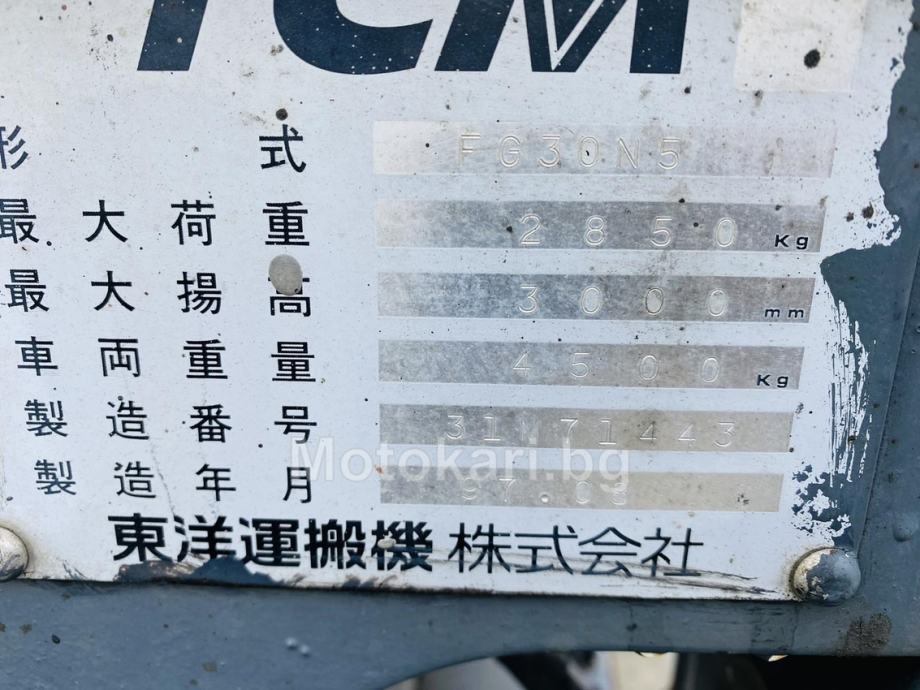 TCM
形式 FG30N5
最大荷重 2850 Kg
最大揚高 3000 mm
車両重量 4500 Kg
製造番号 31N71443
製造年月 97.08
Motokari.bg
東洋運搬機株式会社